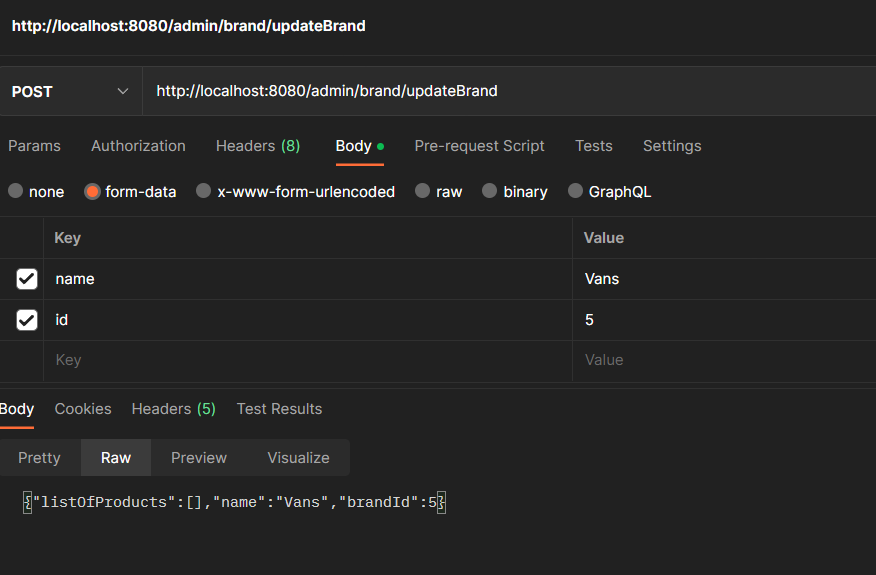 http://localhost:8080/admin/brand/updateBrand
POST http://localhost:8080/admin/brand/updateBrand
Params Authorization Headers (8) Body Pre-request Script Tests Settings
none form-data x-www-form-urlencoded raw binary GraphQL
Key Value
name Vans
id 5
Key Value
Body Cookies Headers (5) Test Results
Pretty Raw Preview Visualize
{"listOfProducts":[],"name":"Vans","brandId":5}